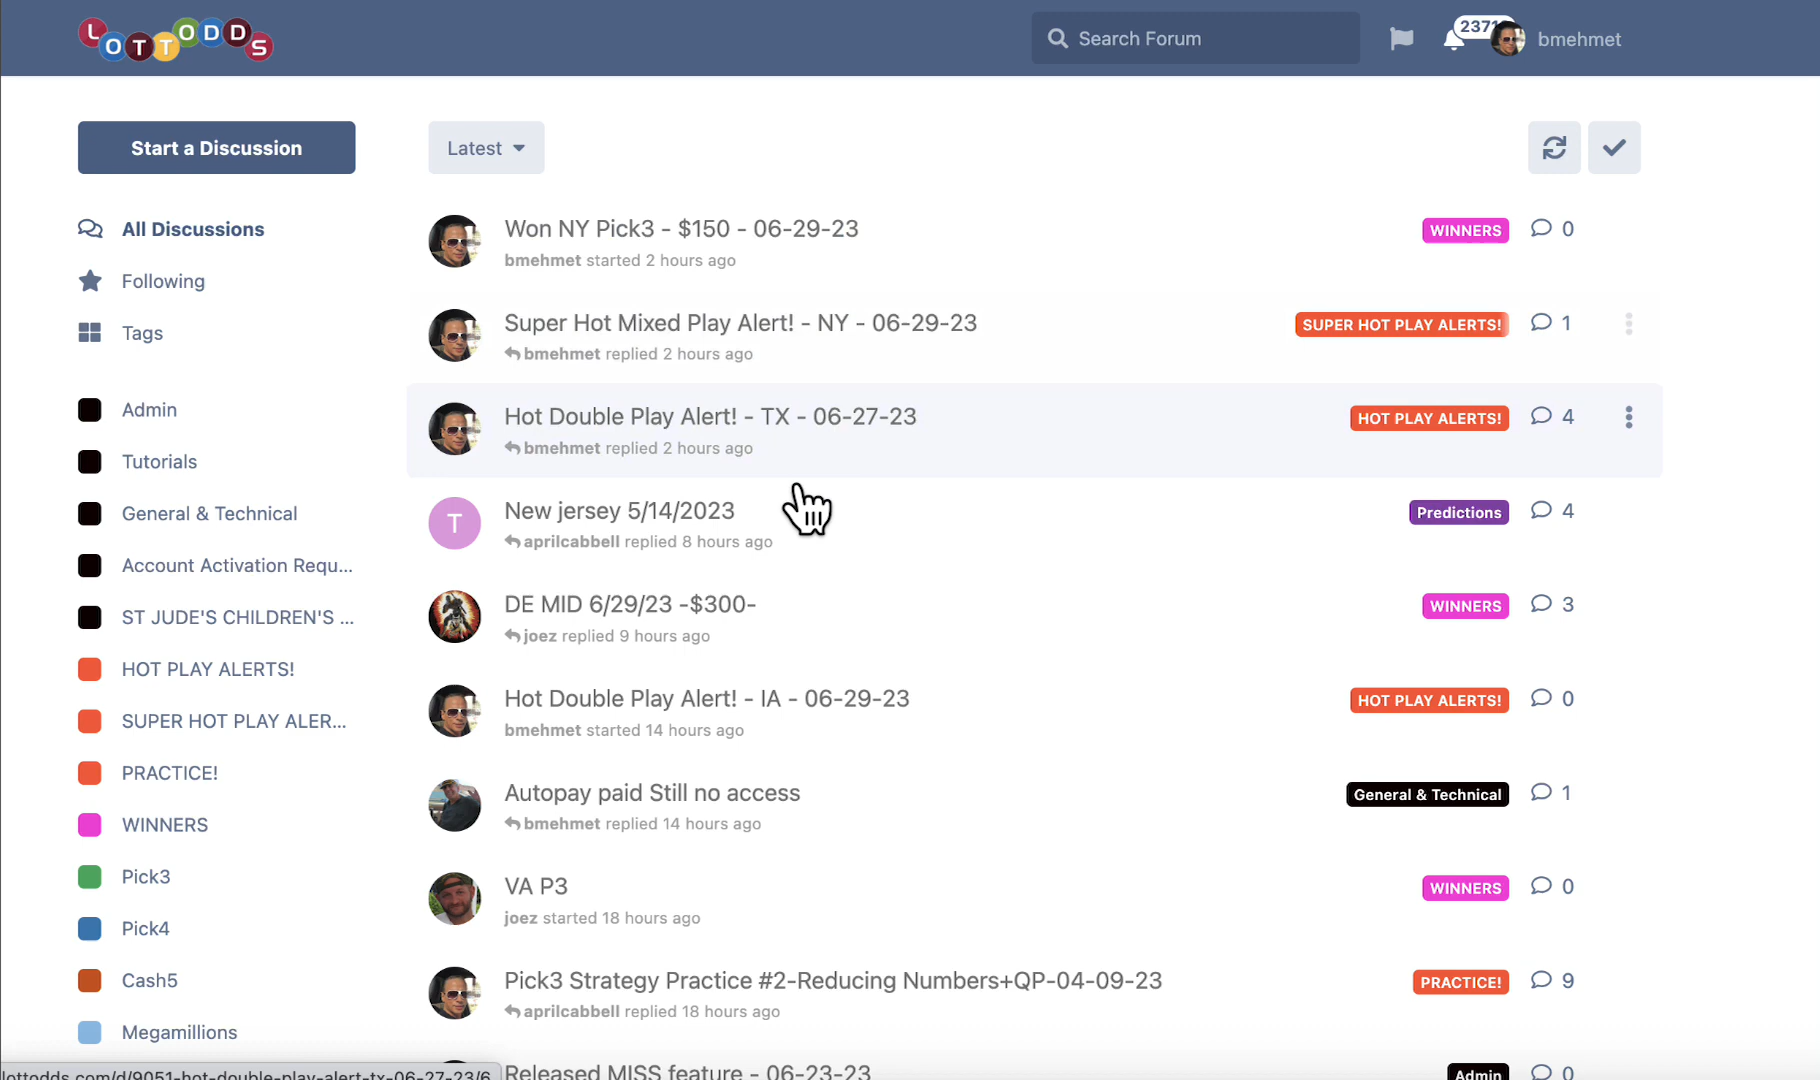 LOTTODDS
Search Forum
2371
bmehmet
Start a Discussion
Latest
All Discussions
Following
Tags
Admin
Tutorials
General & Technical
Account Activation Requ...
ST JUDE'S CHILDREN'S ...
HOT PLAY ALERTS!
SUPER HOT PLAY ALER...
PRACTICE!
WINNERS
Pick3
Pick4
Cash5
Megamillions
Won NY Pick3 - $150 - 06-29-23
WINNERS 0
bmehmet started 2 hours ago
Super Hot Mixed Play Alert! - NY - 06-29-23
SUPER HOT PLAY ALERTS! 1
bmehmet replied 2 hours ago
Hot Double Play Alert! - TX - 06-27-23
HOT PLAY ALERTS! 4
bmehmet replied 2 hours ago
T
New jersey 5/14/2023
Predictions 4
aprilcabbell replied 8 hours ago
DE MID 6/29/23 -$300-
WINNERS 3
joez replied 9 hours ago
Hot Double Play Alert! - IA - 06-29-23
HOT PLAY ALERTS! 0
bmehmet started 14 hours ago
Autopay paid Still no access
General & Technical 1
bmehmet replied 14 hours ago
VA P3
WINNERS 0
joez started 18 hours ago
Pick3 Strategy Practice #2-Reducing Numbers+QP-04-09-23
PRACTICE! 9
aprilcabbell replied 18 hours ago
Released MISS feature - 06-23-23
Admin 0
lottodds.com/d/9051-hot-double-play-alert-tx-06-27-23/6